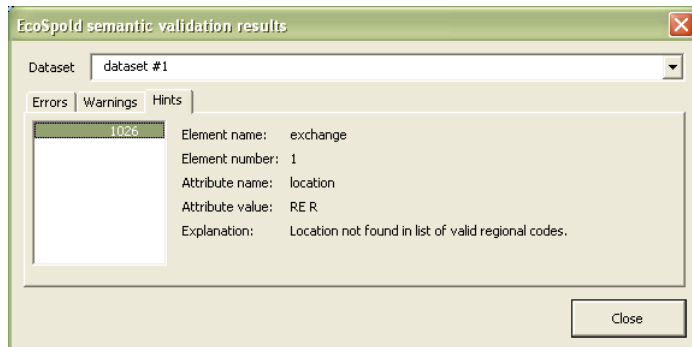 EcoSpold semantic validation results
Dataset dataset #1
Errors Warnings Hints
1026
Element name: exchange
Element number: 1
Attribute name: location
Attribute value: RE R
Explanation: Location not found in list of valid regional codes.
Close